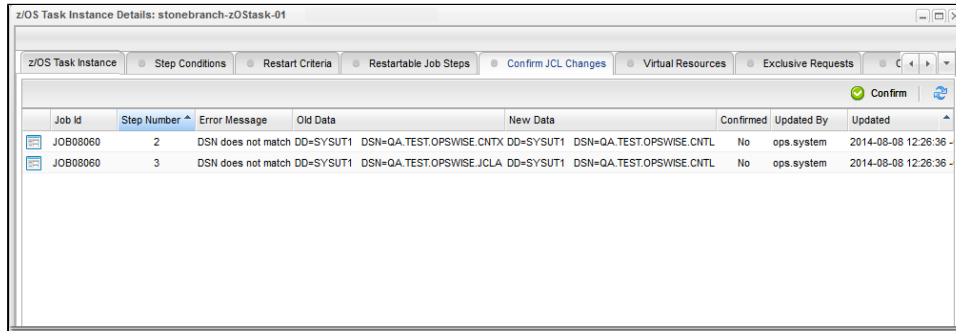 z/OS Task Instance Details: stonebranch-zOStask-01
z/OS Task Instance Step Conditions Restart Criteria Restartable Job Steps Confirm JCL Changes Virtual Resources Exclusive Requests
Confirm
Job Id Step Number Error Message Old Data New Data Confirmed Updated By Updated
JOB08060 2 DSN does not match DD=SYSUT1 DSN=QA.TEST.OPSWISE.CNTX DD=SYSUT1 DSN=QA.TEST.OPSWISE.CNTL No ops.system 2014-08-08 12:26:36 -
JOB08060 3 DSN does not match DD=SYSUT1 DSN=QA.TEST.OPSWISE.JCLA DD=SYSUT1 DSN=QA.TEST.OPSWISE.CNTL No ops.system 2014-08-08 12:26:36 -